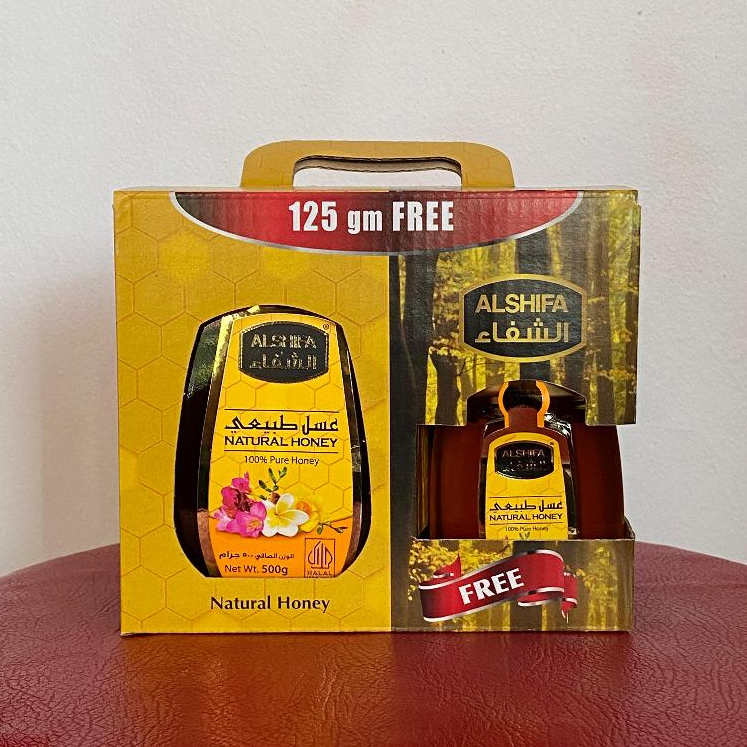 125 gm FREE
ALSHIFA
الشفاء
®
ALSHIFA
الشفاء
عسل طبيعي
NATURAL HONEY
100% Pure Honey
الوزن الصافي ٥٠٠ جرام
Net Wt. 500g
HALAL
Natural Honey
ALSHIFA
الشفاء
عسل طبيعي
NATURAL HONEY
100% Pure Honey
FREE